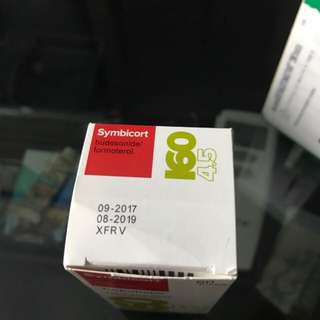 Symbicort
budesonide/
formoterol
160
4.5
09-2017
08-2019
XFRV